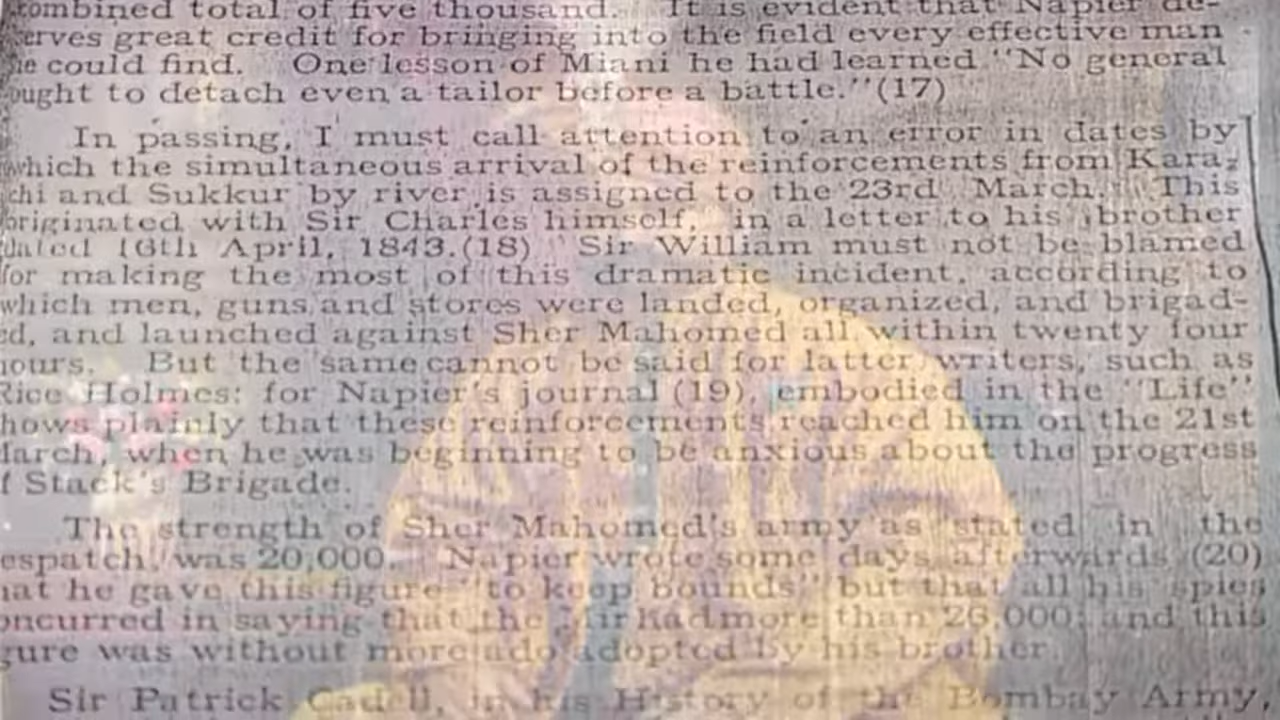 combined total of five thousand. It is evident that Napier de-
erves great credit for bringing into the field every effective man
he could find. One lesson of Miani he had learned "No general
ought to detach even a tailor before a battle."(17)
In passing, I must call attention to an error in dates by
which the simultaneous arrival of the reinforcements from Kara-
chi and Sukkur by river is assigned to the 23rd March. This
originated with Sir Charles himself, in a letter to his brother
dated 16th April, 1843.(18) Sir William must not be blamed
for making the most of this dramatic incident, according to
which men, guns and stores were landed, organized, and brigad-
ed, and launched against Sher Mahomed all within twenty four
hours. But the same cannot be said for latter writers, such as
Rice Holmes: for Napier's journal (19), embodied in the "Life"
hows plainly that these reinforcements reached him on the 21st
March, when he was beginning to be anxious about the progress
f Stack's Brigade.
The strength of Sher Mahomed's army as stated in the
espatch, was 20,000. Napier wrote some days afterwards (20)
hat he gave this figure "to keep bounds" but that all his spies
oncurred in saying that the Mir had more than 26,000; and this
gure was without more ado adopted by his brother.
Sir Patrick Cadell, in his History of the Bombay Army,